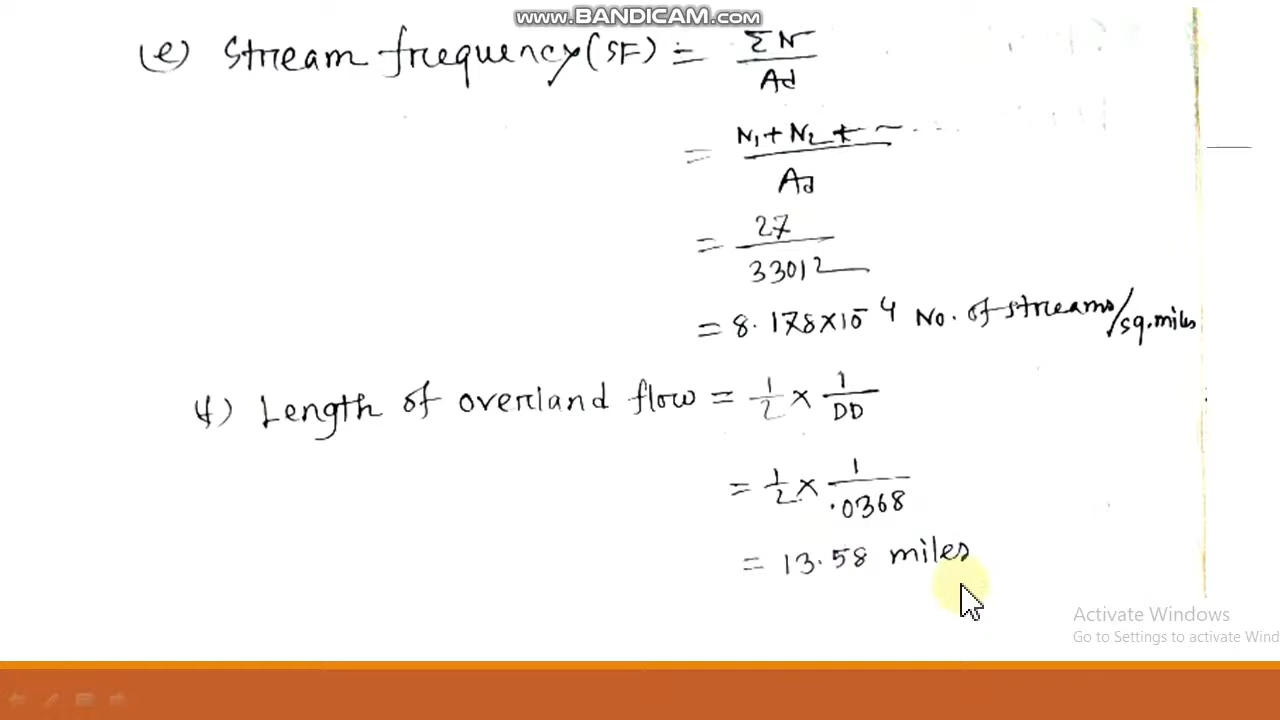 www.BANDICAM.com
(e) Stream frequency (SF) = ΣN / Ad
= N₁ + N₂ + ~ ... / Ad
= 27 / 33012
= 8.178×10⁻⁴ No. of streams/sq.miles
f) Length of overland flow = 1/2 × 1/DD
= 1/2 × 1/.0368
= 13.58 miles
Activate Windows
Go to Settings to activate Wind